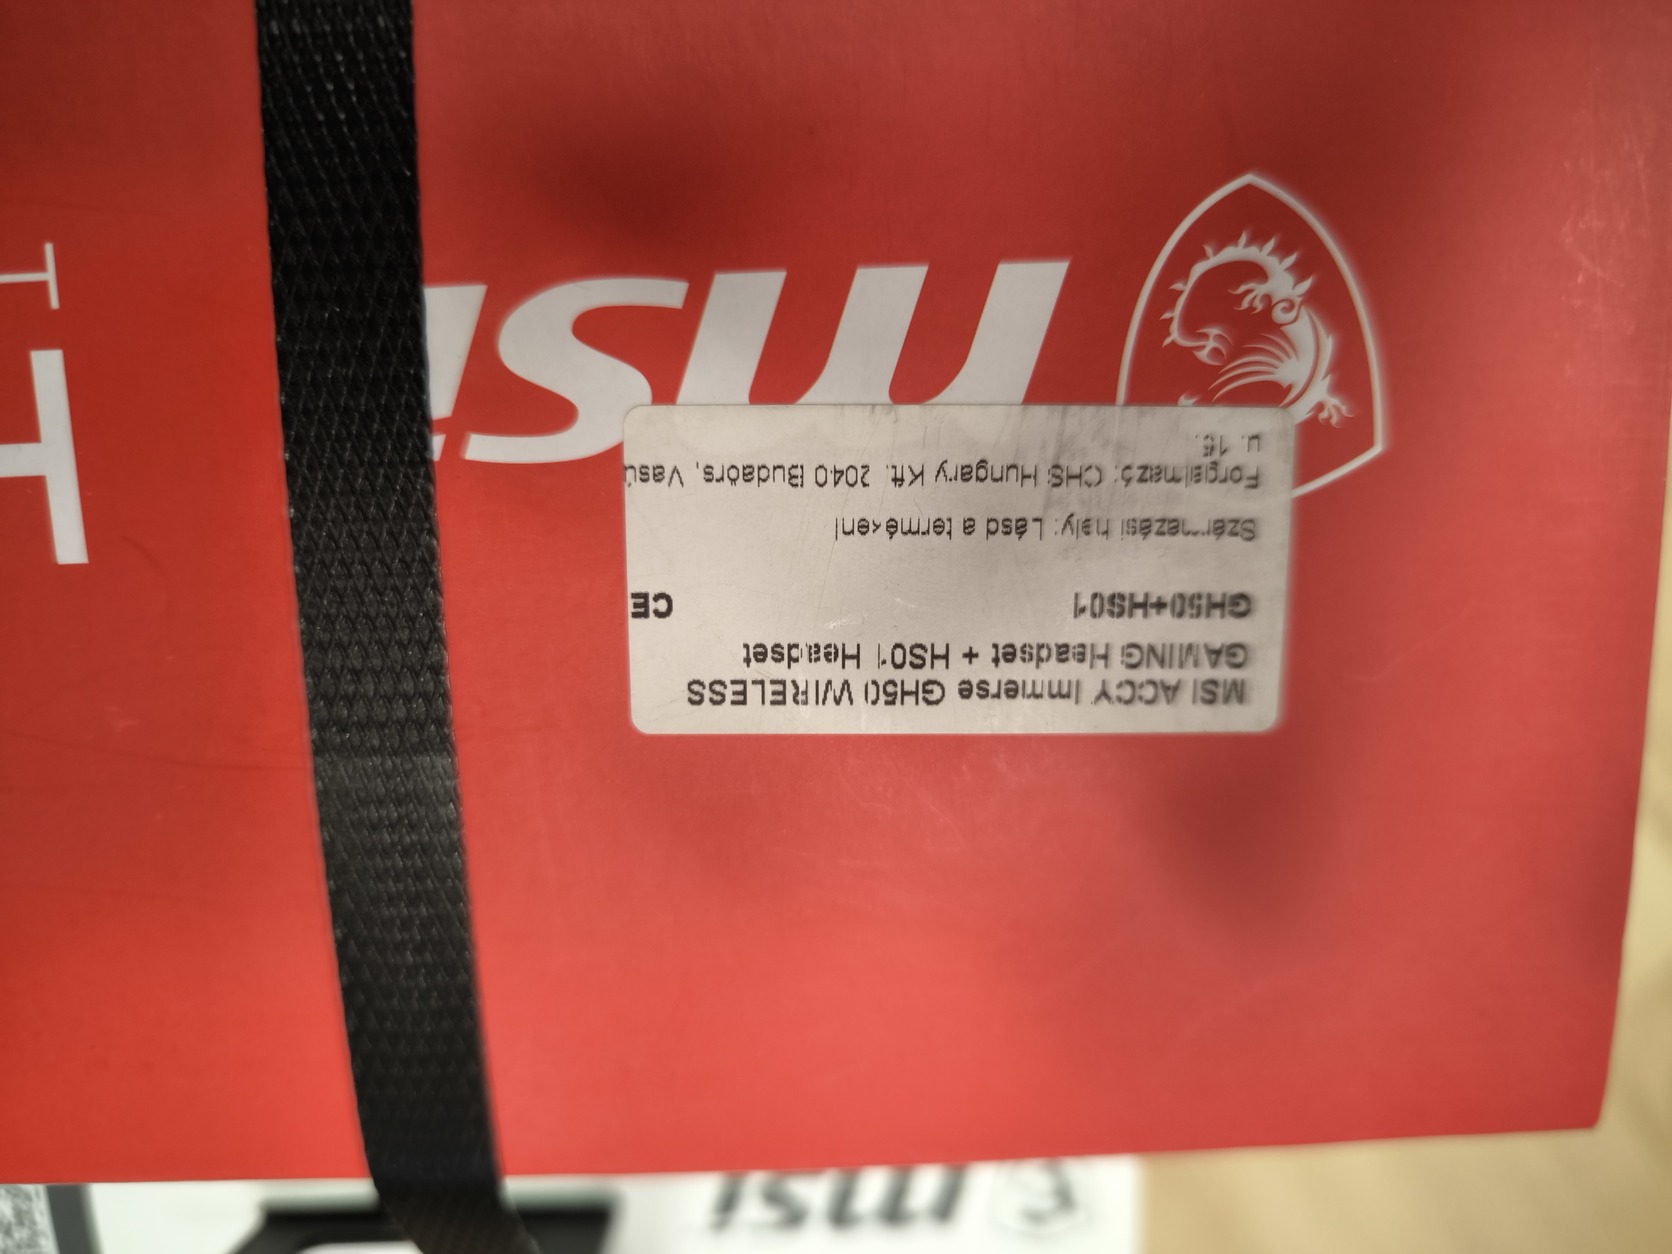 MSI ACCY Immerse GH50 WIRELESS
GAMING Headset + HS01 Headset
GH50+HS01 CE
Származási hely: Lásd a terméken!
Forgalmazó: CHS Hungary Kft. 2040 Budaörs, Vasú
u. 15.
msi
msi